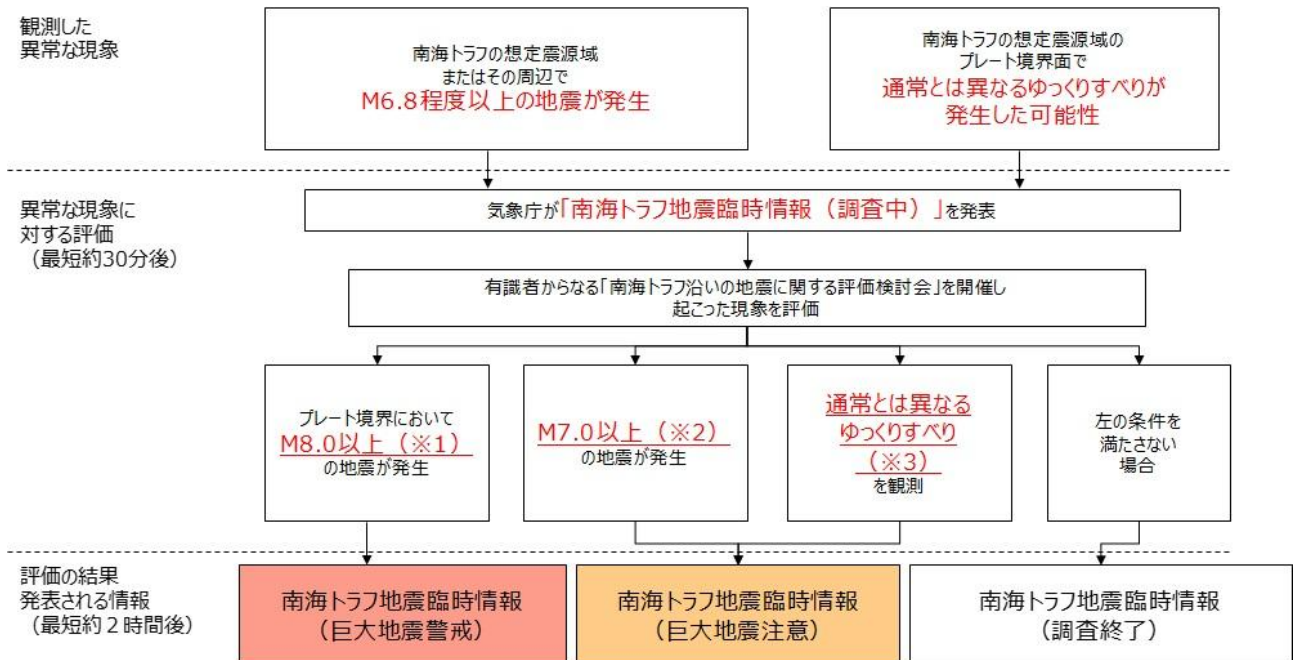 観測した
異常な現象
南海トラフの想定震源域
またはその周辺で
M6.8程度以上の地震が発生
南海トラフの想定震源域の
プレート境界面で
通常とは異なるゆっくりすべりが
発生した可能性
異常な現象に
対する評価
（最短約30分後）
気象庁が「南海トラフ地震臨時情報（調査中）」を発表
有識者からなる「南海トラフ沿いの地震に関する評価検討会」を開催し
起こった現象を評価
プレート境界において
M8.0以上（※1）
の地震が発生
M7.0以上（※2）
の地震が発生
通常とは異なる
ゆっくりすべり
（※3）
を観測
左の条件を
満たさない
場合
評価の結果
発表される情報
（最短約２時間後）
南海トラフ地震臨時情報
（巨大地震警戒）
南海トラフ地震臨時情報
（巨大地震注意）
南海トラフ地震臨時情報
（調査終了）